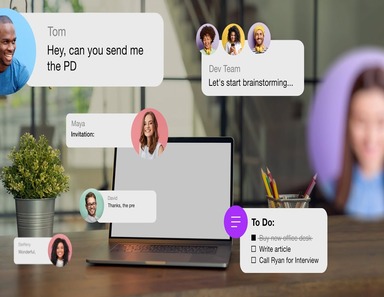 Tom
Hey, can you send me
the PD
Dev Team
Let's start brainstorming...
Maya
Invitation:
David
Thanks, the pre
Wonderful,
To Do:
Buy new office desk
Write article
Call Ryan for Interview